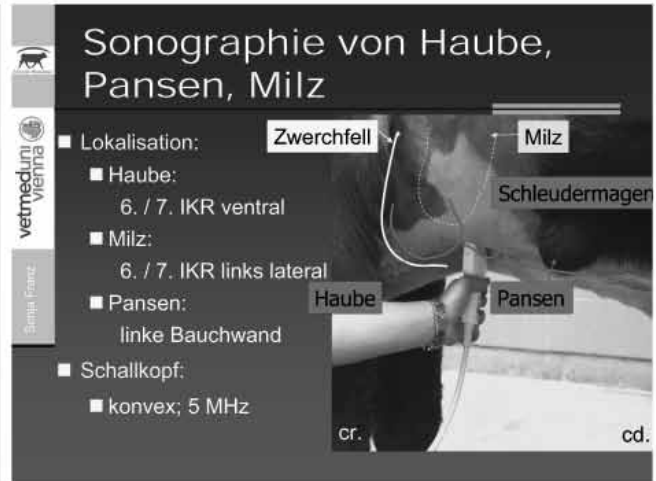 Sonographie von Haube,
Pansen, Milz
vetmeduni
vienna
Sonja Franz
■ Lokalisation:
■ Haube:
6. / 7. IKR ventral
■ Milz:
6. / 7. IKR links lateral
■ Pansen:
linke Bauchwand
■ Schallkopf:
■ konvex; 5 MHz
Zwerchfell
Milz
Schleudermagen
Haube
Pansen
cr.
cd.